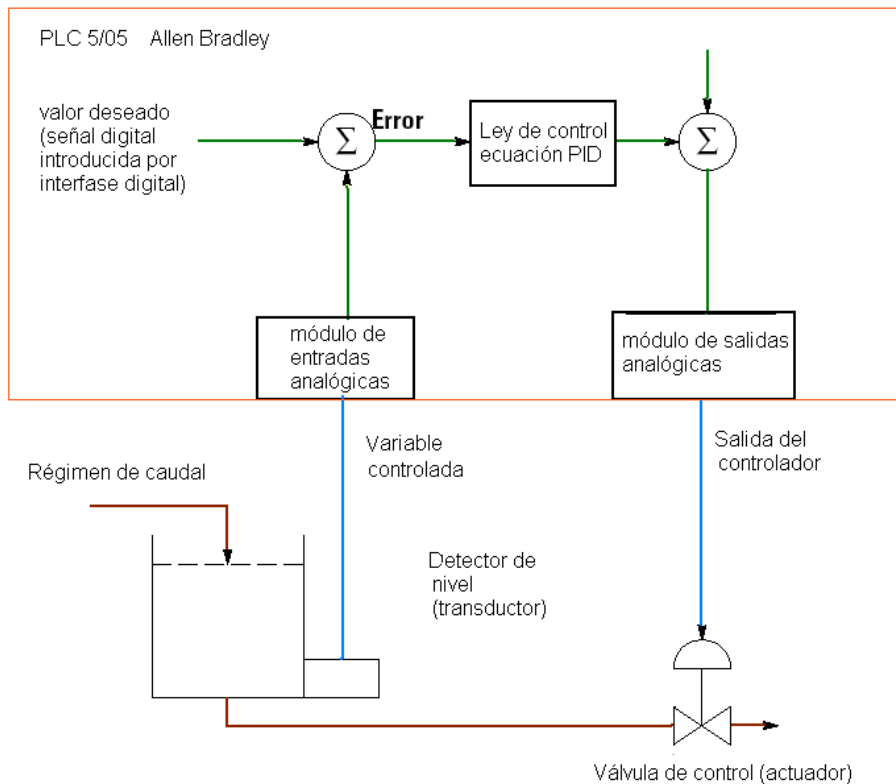 PLC 5/05 Allen Bradley
valor deseado
(señal digital
introducida por
interfase digital)
Σ
Error
Ley de control
ecuación PID
Σ
módulo de
entradas
analógicas
módulo de salidas
analógicas
Variable
controlada
Salida del
controlador
Régimen de caudal
Detector de
nivel
(transductor)
Válvula de control (actuador)